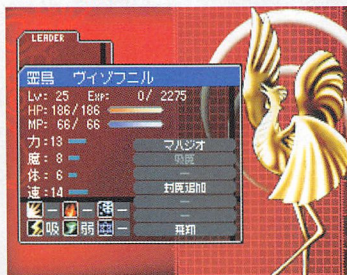 LEADER
霊鳥 ヴィゾフニル
Lv: 25 Exp: 0/ 2275
HP:186/186
MP: 66/ 66
力:13
魔: 8
体: 6
速:14
— — —
吸 弱 —
マハジオ
吸魔
—
封魔追加
—
—
飛翔